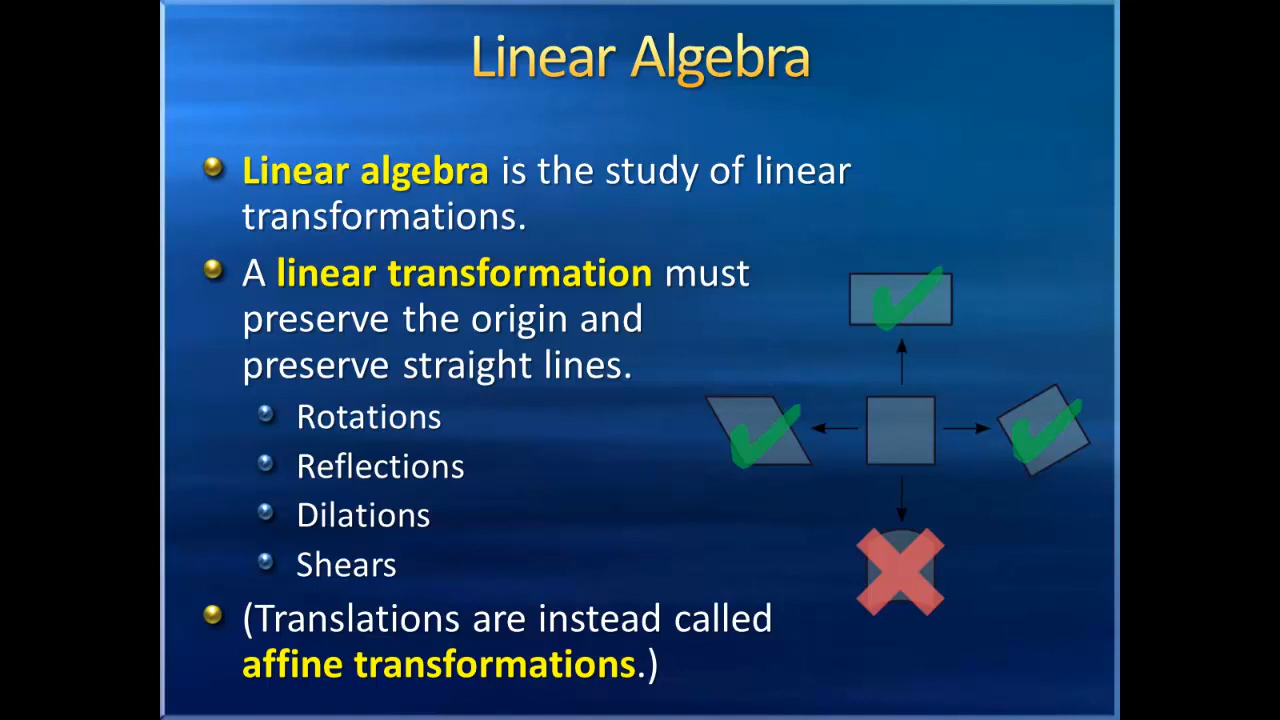 Linear Algebra
Linear algebra is the study of linear
transformations.
A linear transformation must
preserve the origin and
preserve straight lines.
Rotations
Reflections
Dilations
Shears
(Translations are instead called
affine transformations.)